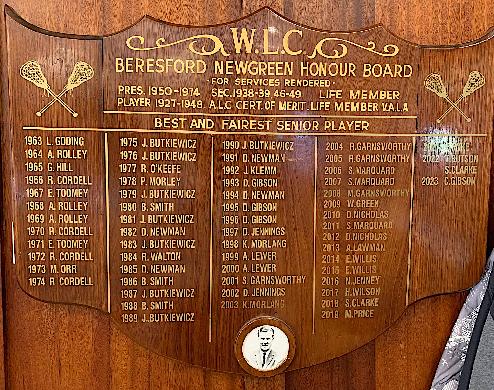 W.L.C.
BERESFORD NEWGREEN HONOUR BOARD
FOR SERVICES RENDERED
PRES. 1950-1974 SEC. 1938-39 46-49 LIFE MEMBER
PLAYER 1927-1948. A.L.C CERT. OF MERIT. LIFE MEMBER V.A.L.A
BEST AND FAIREST SENIOR PLAYER
1963 L. GODING
1964 A. ROLLEY
1965 G. HILL
1966 R. CORDELL
1967 E. TOOMEY
1968 A. ROLLEY
1969 A. ROLLEY
1970 R. CORDELL
1971 E. TOOMEY
1972 R. CORDELL
1973 M. ORR
1974 R. CORDELL
1975 J. BUTKIEWICZ
1976 J. BUTKIEWICZ
1977 R. O'KEEFE
1978 P. MORLEY
1979 J. BUTKIEWICZ
1980 B. SMITH
1981 J. BUTKIEWICZ
1982 D. NEWMAN
1983 J. BUTKIEWICZ
1984 R. WALTON
1985 D. NEWMAN
1986 B. SMITH
1987 J. BUTKIEWICZ
1988 B. SMITH
1989 J. BUTKIEWICZ
1990 J. BUTKIEWICZ
1991 D. NEWMAN
1992 J. KLEMM
1993 D. GIBSON
1994 D. NEWMAN
1995 D. GIBSON
1996 D. GIBSON
1997 D. JENNINGS
1998 K. MORLANG
1999 A. LEWER
2000 A. LEWER
2001 S. GARNSWORTHY
2002 D. JENNINGS
2003 K. MORLANG
2004 R. GARNSWORTHY
2005 R. GARNSWORTHY
2006 S. MARQUARD
2007 S. MARQUARD
2008 M. GARNSWORTHY
2009 W. GREEN
2010 D. NICHOLAS
2011 S. MARQUARD
2012 D. NICHOLAS
2013 A. LAWMAN
2014 E. WILLIS
2015 E. WILLIS
2016 N. JENNEY
2017 H. WILSON
2018 S. CLARKE
2019 M. PRICE
2022
S. CLARKE
2023 C. GIBSON